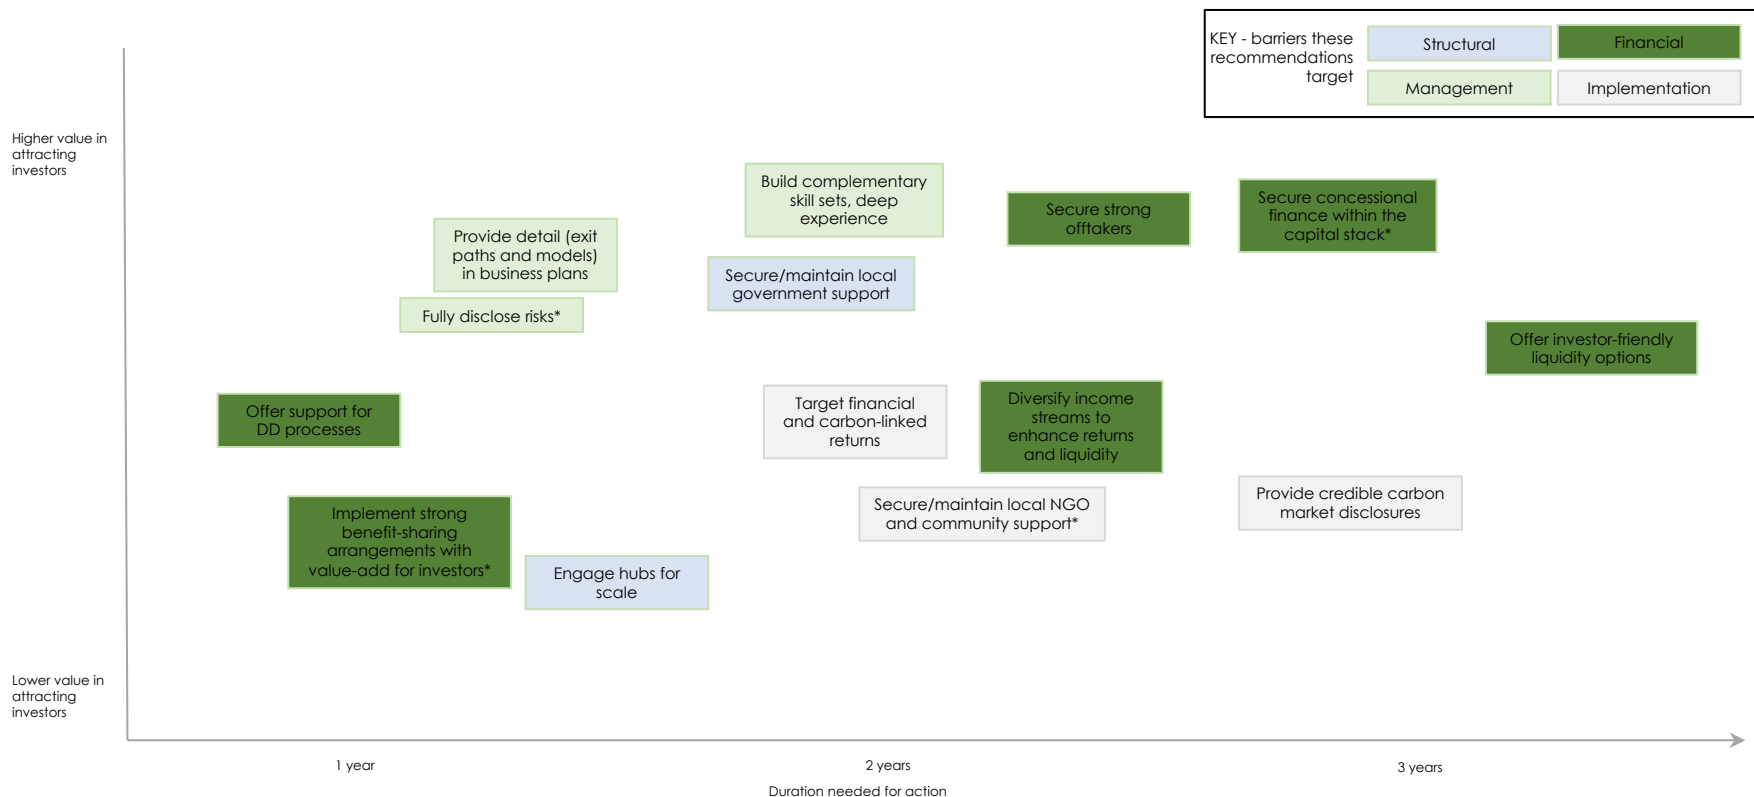 KEY - barriers these
recommendations
target
Structural
Financial
Management
Implementation
Higher value in
attracting
investors
Build complementary
skill sets, deep
experience
Secure strong
offtakers
Secure concessional
finance within the
capital stack*
Provide detail (exit
paths and models)
in business plans
Secure/maintain local
government support
Fully disclose risks*
Offer investor-friendly
liquidity options
Offer support for
DD processes
Target financial
and carbon-linked
returns
Diversify income
streams to
enhance returns
and liquidity
Implement strong
benefit-sharing
arrangements with
value-add for investors*
Secure/maintain local NGO
and community support*
Provide credible carbon
market disclosures
Engage hubs for
scale
Lower value in
attracting
investors
1 year
2 years
3 years
Duration needed for action